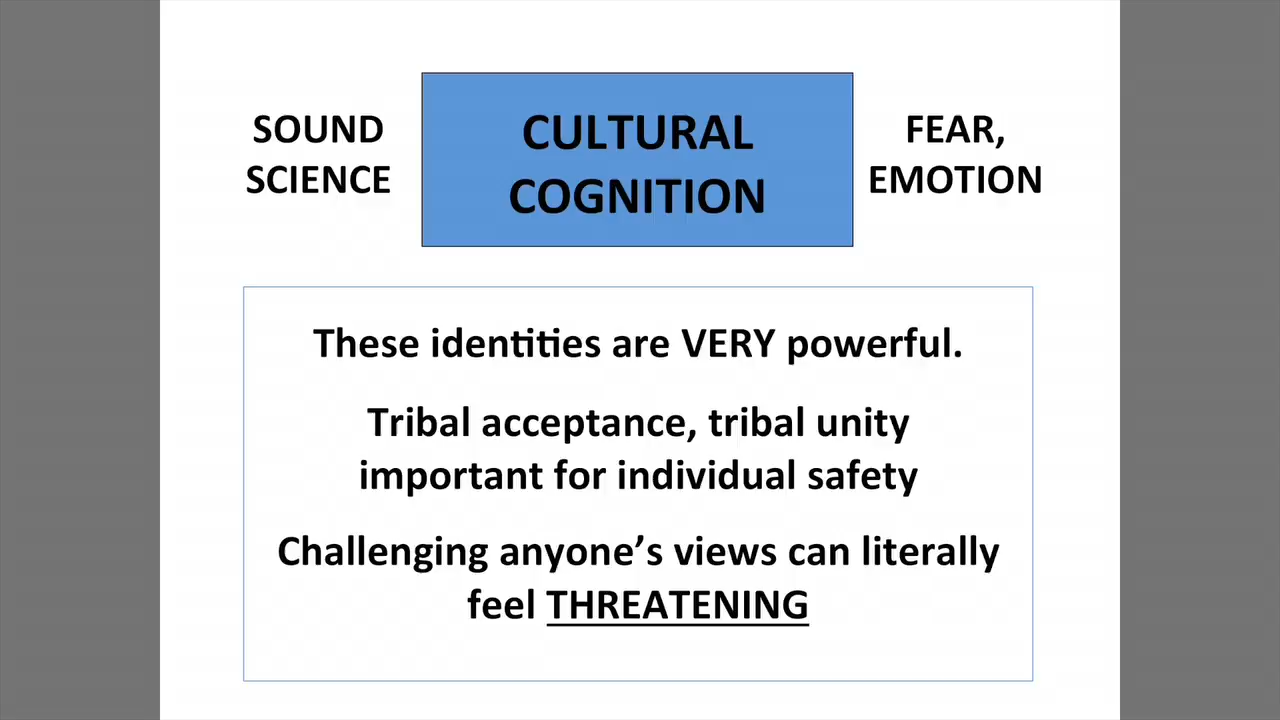 SOUND
SCIENCE
CULTURAL
COGNITION
FEAR,
EMOTION
These identities are VERY powerful.
Tribal acceptance, tribal unity
important for individual safety
Challenging anyone’s views can literally
feel THREATENING